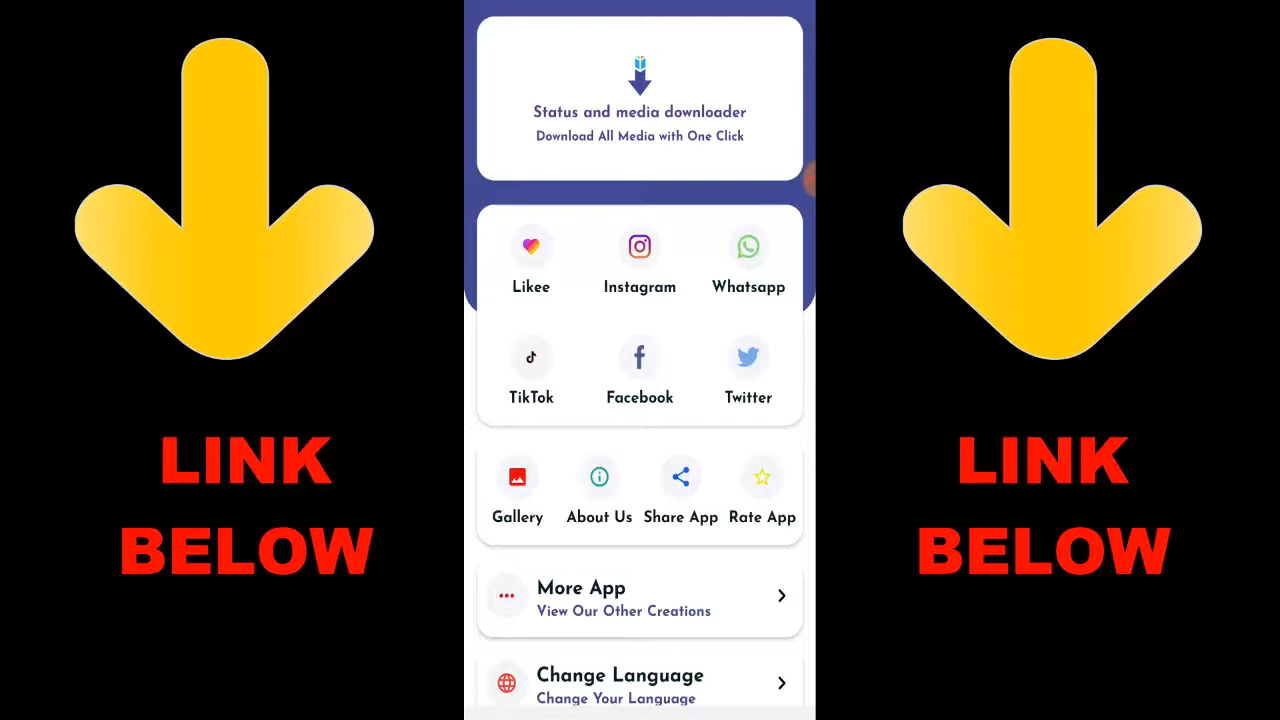 LINK
BELOW
Status and media downloader
Download All Media with One Click
Likee
Instagram
Whatsapp
TikTok
Facebook
Twitter
Gallery
About Us
Share App
Rate App
More App
View Our Other Creations
Change Language
Change Your Language
LINK
BELOW